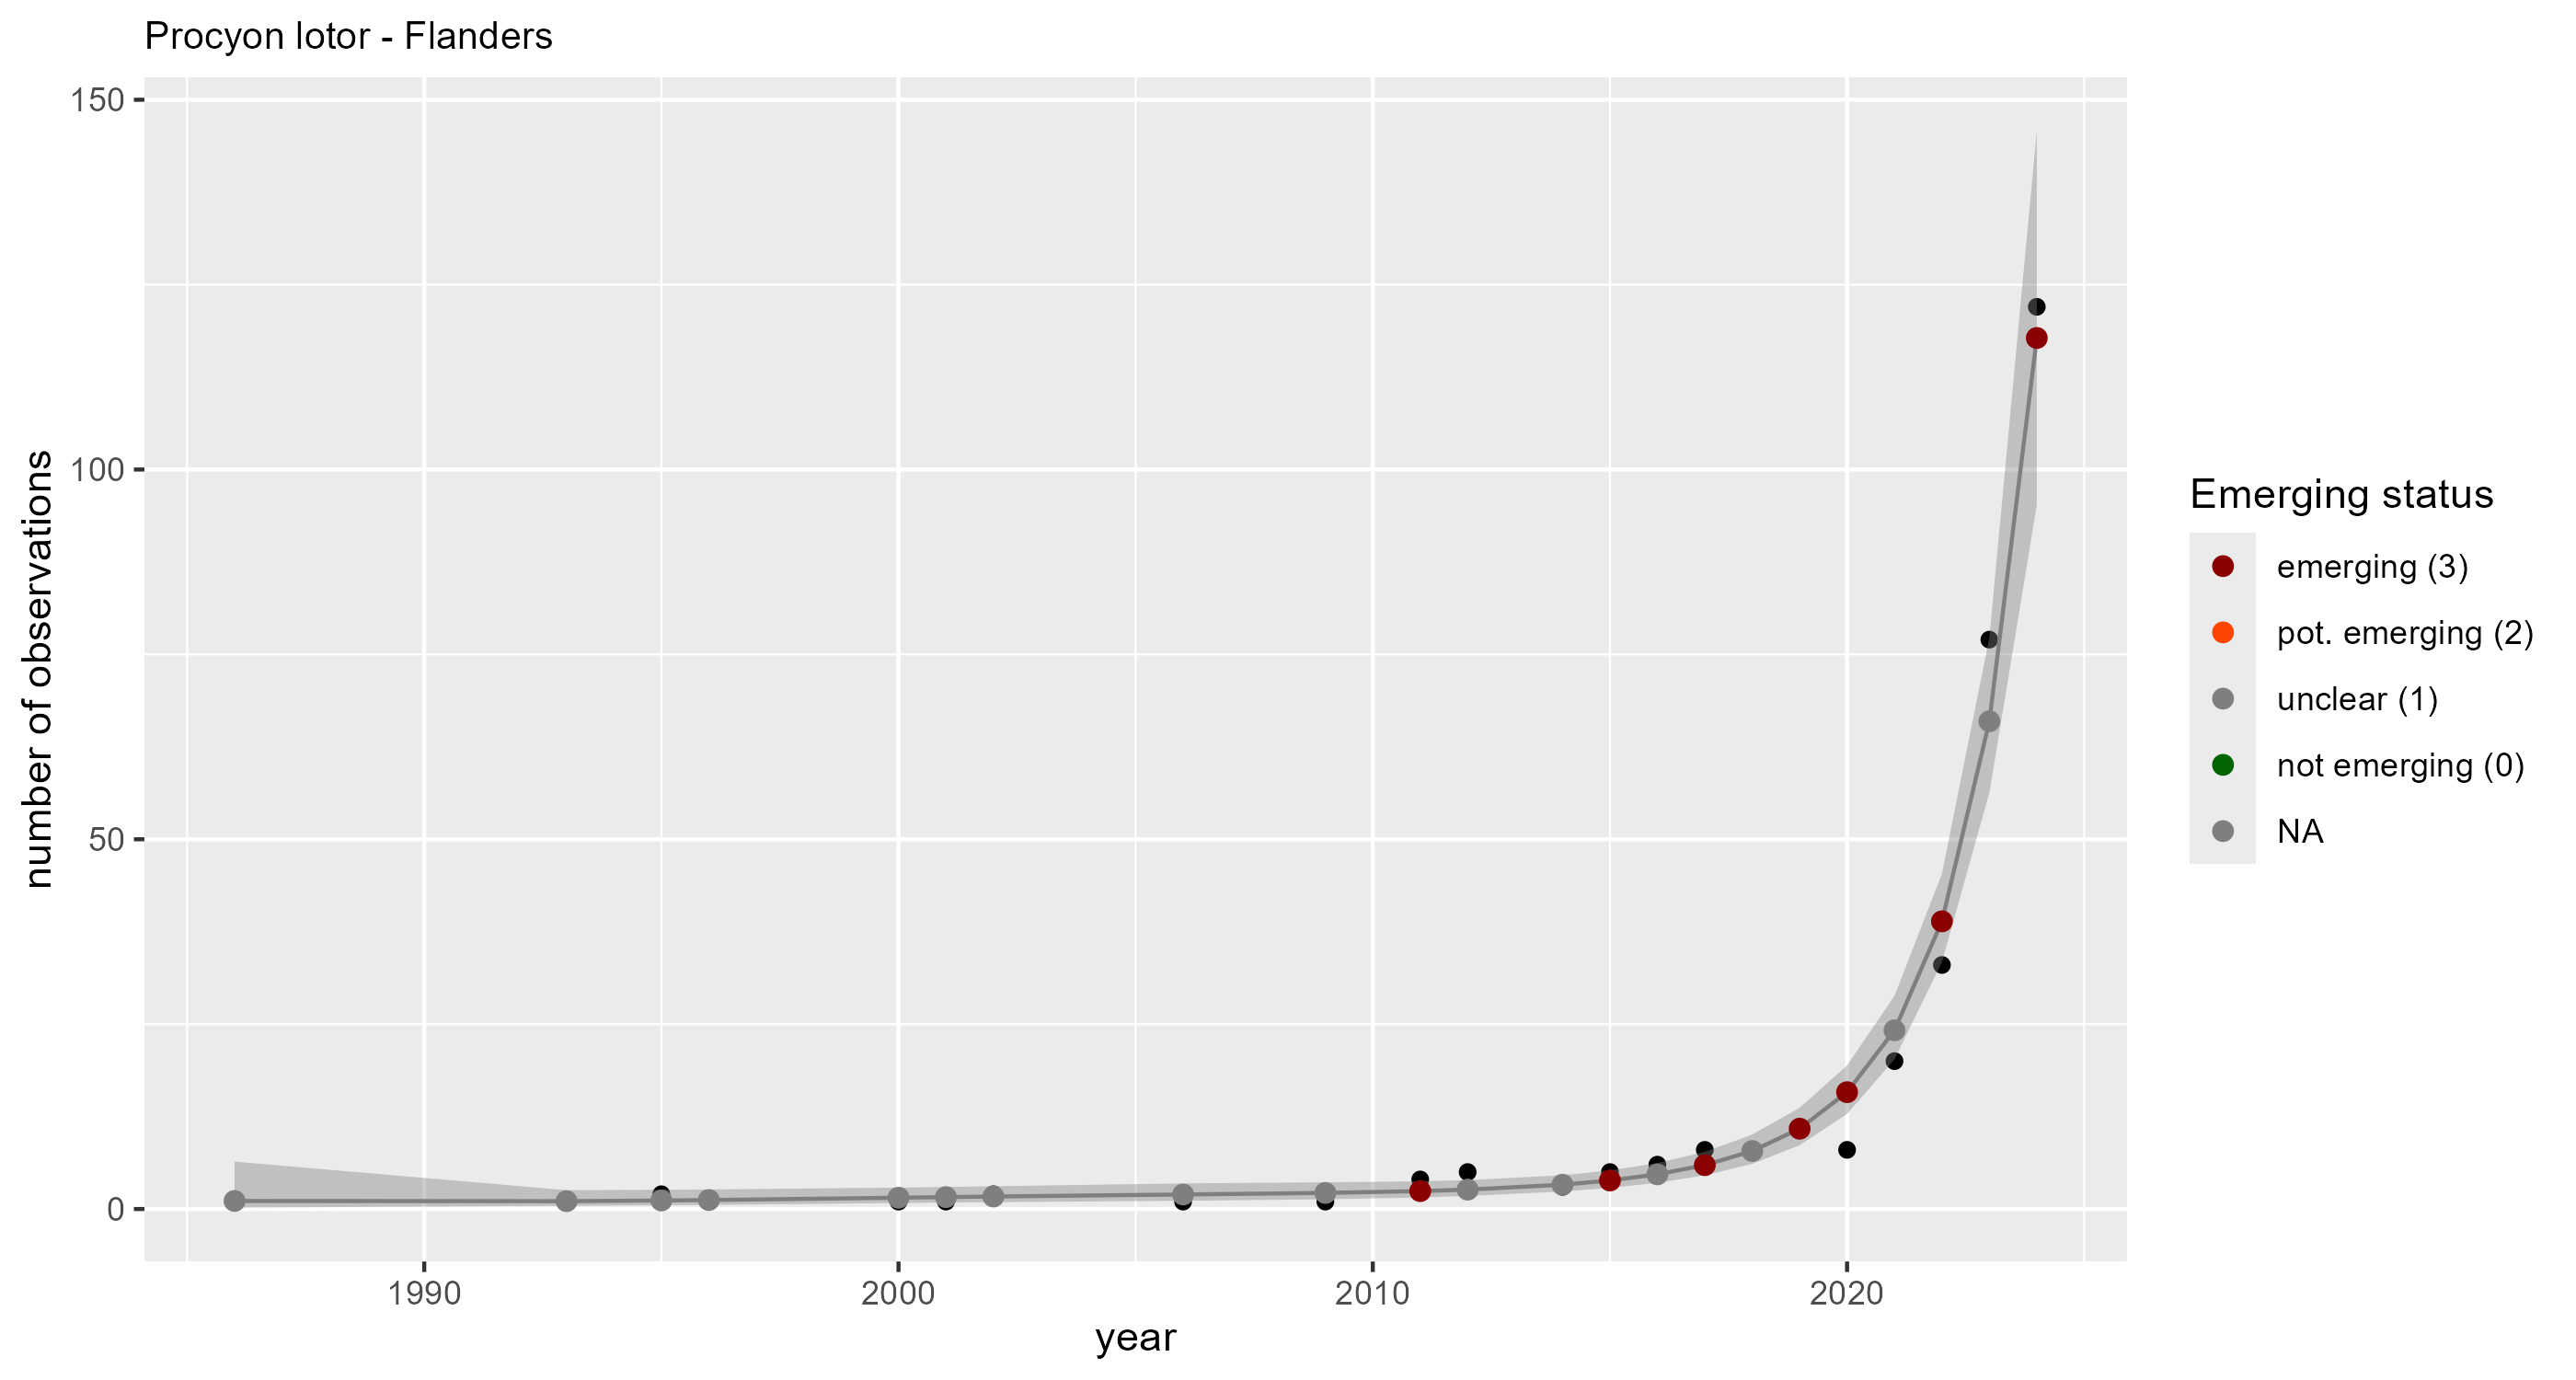 Procyon lotor - Flanders
150
100
50
0
number of observations
1990
2000
2010
2020
year
Emerging status
emerging (3)
pot. emerging (2)
unclear (1)
not emerging (0)
NA